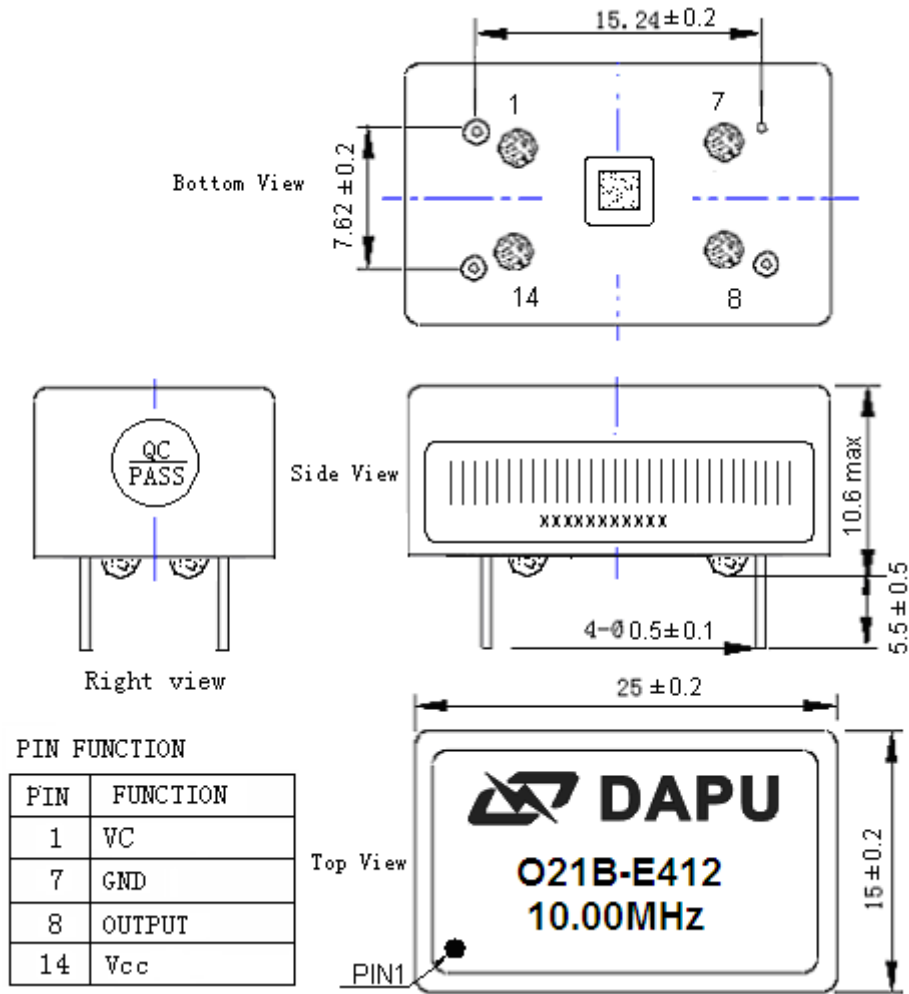 15.24±0.2
1
7
Bottom View
7.62±0.2
14
8
QC
PASS
Side View
xxxxxxxxxxx
10.6 max
4-Ø0.5±0.1
5.5±0.5
Right view
25±0.2
PIN FUNCTION
PIN FUNCTION
1 VC
7 GND
8 OUTPUT
14 Vcc
Top View
DAPU
O21B-E412
10.00MHz
15±0.2
PIN1